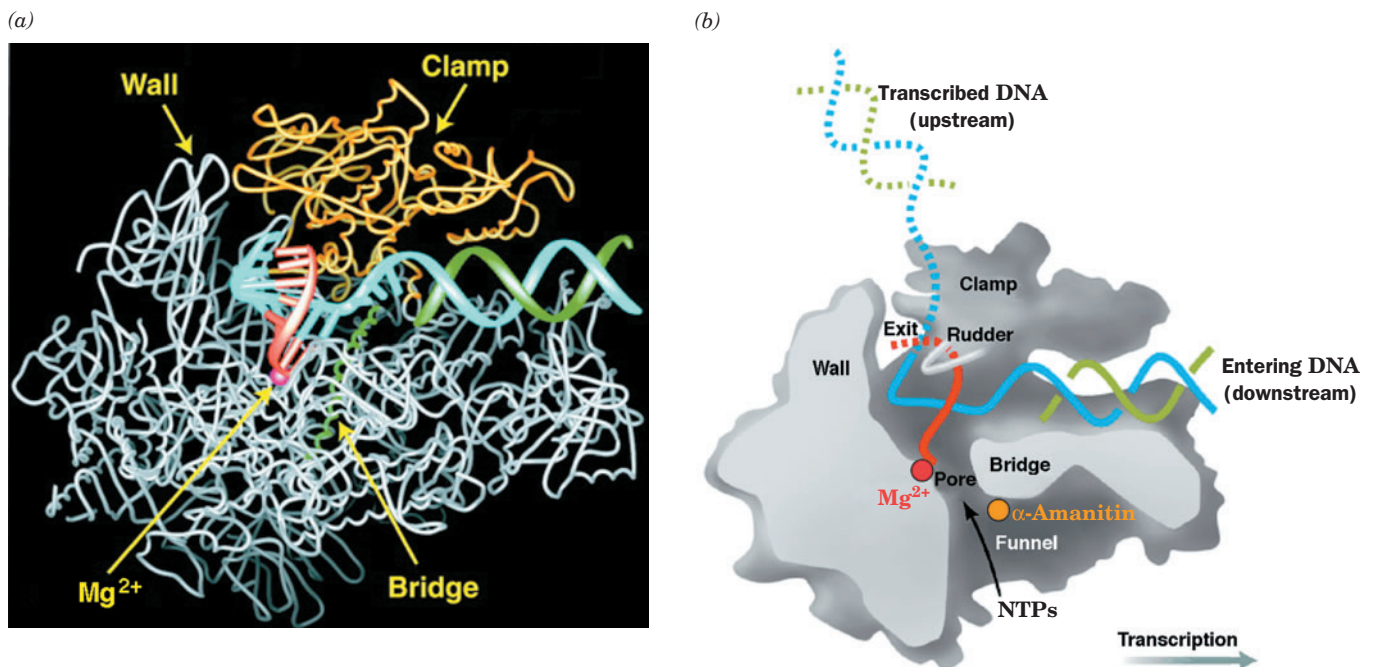 (a)
Wall
Clamp
Mg2+
Bridge
(b)
Transcribed DNA
(upstream)
Clamp
Exit
Rudder
Wall
Entering DNA
(downstream)
Bridge
Pore
Mg2+
α-Amanitin
Funnel
NTPs
Transcription